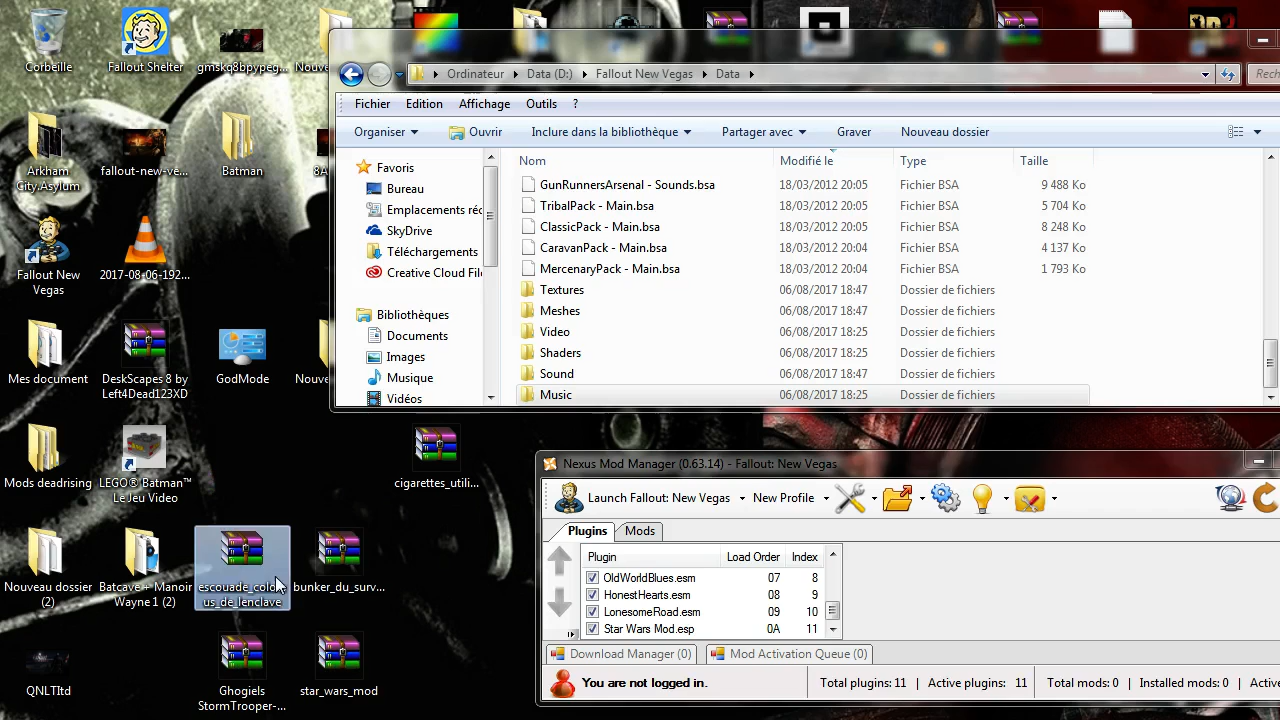 Corbeille
Fallout Shelter
gmskq8bpypeg...
Nouve
Arkham City.Asylum
fallout-new-ve...
Batman
8A
Fallout New Vegas
2017-08-06-192...
Mes document
DeskScapes 8 by Left4Dead123XD
GodMode
Nouve
Mods deadrising
LEGO® Batman™ Le Jeu Video
cigarettes_utili...
Nouveau dossier (2)
Batcave + Manoir Wayne 1 (2)
bunker_du_surv...
QNLTItd
Ghogiels StormTrooper-...
star_wars_mod
Ordinateur
Data (D:)
Fallout New Vegas
Data
Rech
Fichier
Edition
Affichage
Outils
?
Organiser
Ouvrir
Inclure dans la bibliothèque
Partager avec
Graver
Nouveau dossier
Favoris
Bureau
Emplacements réc
SkyDrive
Téléchargements
Creative Cloud File
Bibliothèques
Documents
Images
Musique
Vidéos
Nom
Modifié le
Type
Taille
GunRunnersArsenal - Sounds.bsa 18/03/2012 20:05 Fichier BSA 9 488 Ko
TribalPack - Main.bsa 18/03/2012 20:05 Fichier BSA 5 704 Ko
ClassicPack - Main.bsa 18/03/2012 20:05 Fichier BSA 8 248 Ko
CaravanPack - Main.bsa 18/03/2012 20:04 Fichier BSA 4 137 Ko
MercenaryPack - Main.bsa 18/03/2012 20:04 Fichier BSA 1 793 Ko
Textures 06/08/2017 18:47 Dossier de fichiers
Meshes 06/08/2017 18:47 Dossier de fichiers
Video 06/08/2017 18:25 Dossier de fichiers
Shaders 06/08/2017 18:25 Dossier de fichiers
Sound 06/08/2017 18:25 Dossier de fichiers
Music 06/08/2017 18:25 Dossier de fichiers
Nexus Mod Manager (0.63.14) - Fallout: New Vegas
Launch Fallout: New Vegas
New Profile
Plugins
Mods
Plugin Load Order Index
OldWorldBlues.esm 07 8
HonestHearts.esm 08 9
LonesomeRoad.esm 09 10
Star Wars Mod.esp 0A 11
Download Manager (0)
Mod Activation Queue (0)
You are not logged in.
Total plugins: 11 | Active plugins: 11
Total mods: 0 | Installed mods: 0 | Active